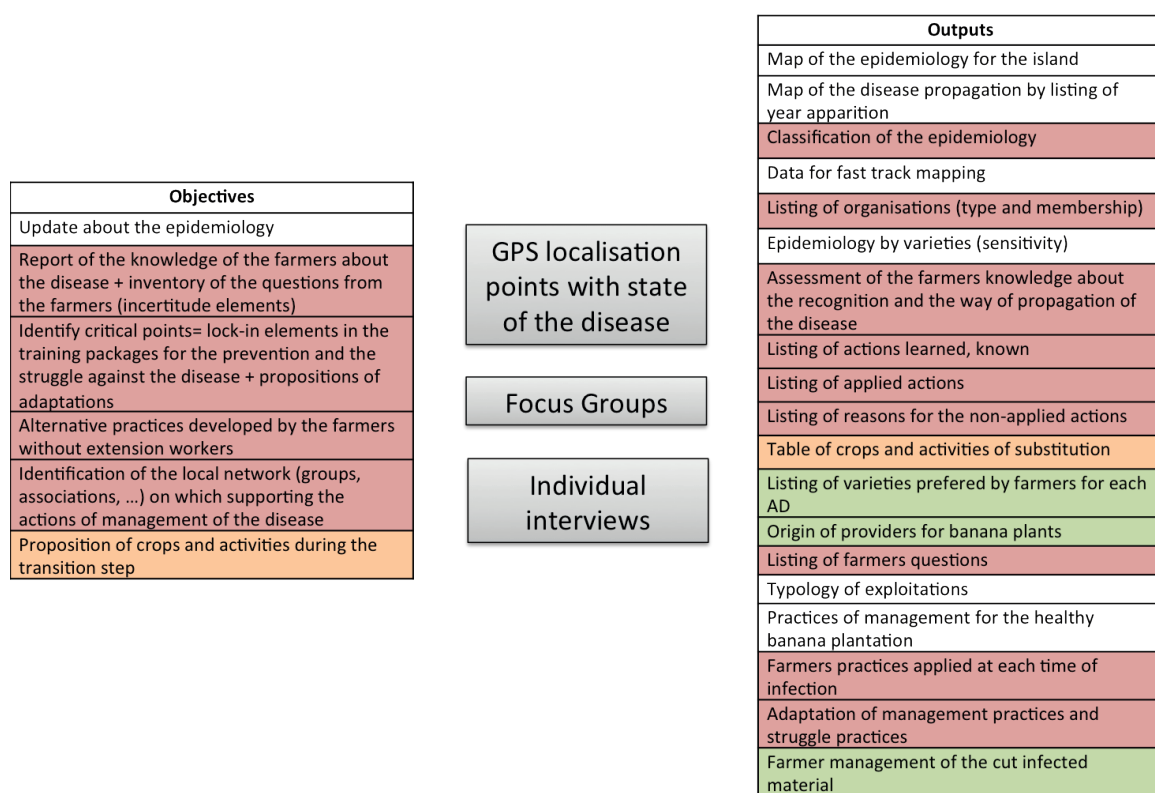 Objectives
Update about the epidemiology
Report of the knowledge of the farmers about
the disease + inventory of the questions from
the farmers (incertitude elements)
Identify critical points= lock-in elements in the
training packages for the prevention and the
struggle against the disease + propositions of
adaptations
Alternative practices developed by the farmers
without extension workers
Identification of the local network (groups,
associations, ...) on which supporting the
actions of management of the disease
Proposition of crops and activities during the
transition step
GPS localisation
points with state
of the disease
Focus Groups
Individual
interviews
Outputs
Map of the epidemiology for the island
Map of the disease propagation by listing of
year apparition
Classification of the epidemiology
Data for fast track mapping
Listing of organisations (type and membership)
Epidemiology by varieties (sensitivity)
Assessment of the farmers knowledge about
the recognition and the way of propagation of
the disease
Listing of actions learned, known
Listing of applied actions
Listing of reasons for the non-applied actions
Table of crops and activities of substitution
Listing of varieties prefered by farmers for each
AD
Origin of providers for banana plants
Listing of farmers questions
Typology of exploitations
Practices of management for the healthy
banana plantation
Farmers practices applied at each time of
infection
Adaptation of management practices and
struggle practices
Farmer management of the cut infected
material